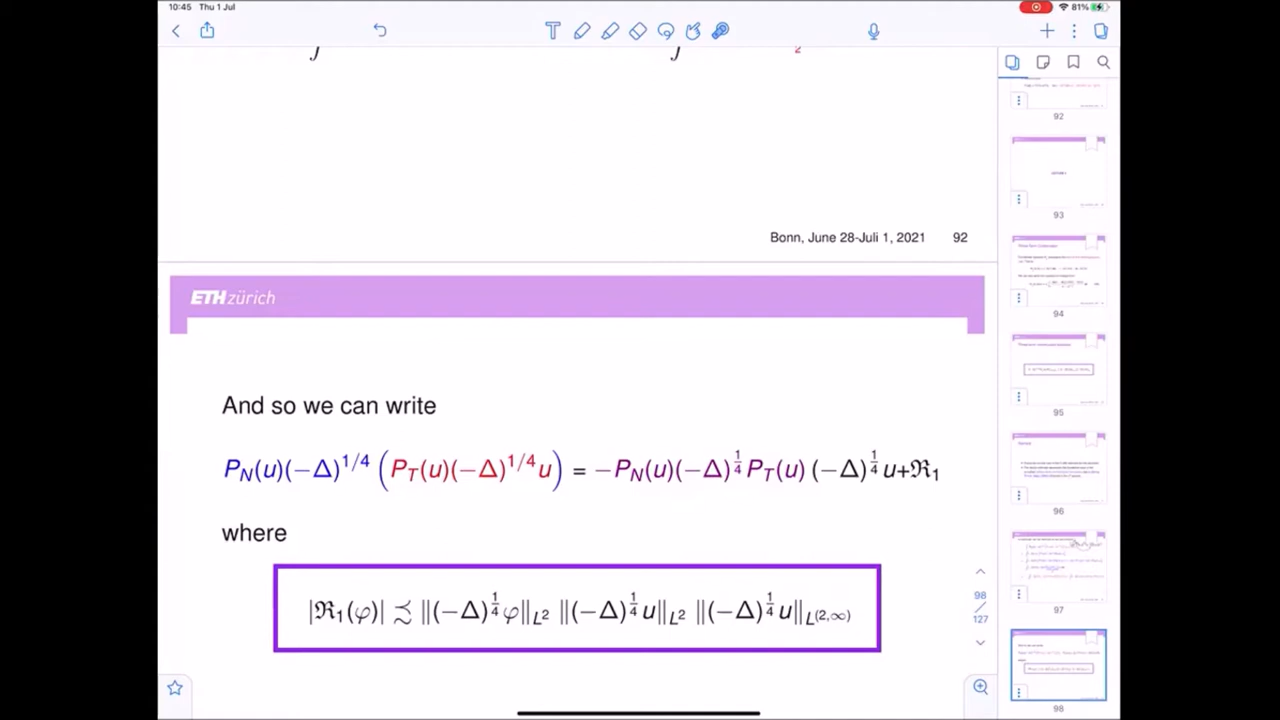 10:45 Thu 1 Jul
81%
∫ ∫ 2
Bonn, June 28-Juli 1, 2021 92
ETH zürich
And so we can write
P_N(u)(−Δ)^{1/4} (P_T(u)(−Δ)^{1/4}u) = −P_N(u)(−Δ)^{1/4}P_T(u) (−Δ)^{1/4}u+ℜ_1
where
|ℜ_1(φ)| ≾ ‖(−Δ)^{1/4}φ‖_{L^2} ‖(−Δ)^{1/4}u‖_{L^2} ‖(−Δ)^{1/4}u‖_{L^{(2,∞)}}
98
/
127
92
93
94
95
96
97
98